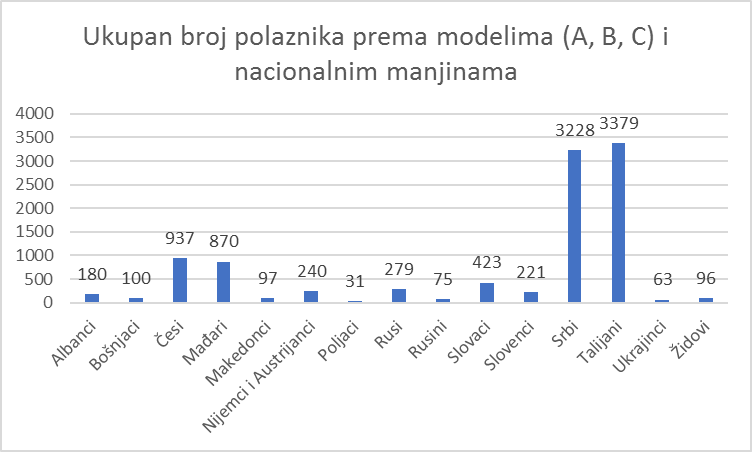 Ukupan broj polaznika prema modelima (A, B, C) i
nacionalnim manjinama
4000
3500
3000
2500
2000
1500
1000
500
0
180
100
937
870
97
240
31
279
75
423
221
3228
3379
63
96
Albanci
Bošnjaci
Česi
Mađari
Makedonci
Nijemci i Austrijanci
Poljaci
Rusi
Rusini
Slovaci
Slovenci
Srbi
Talijani
Ukrajinci
Židovi